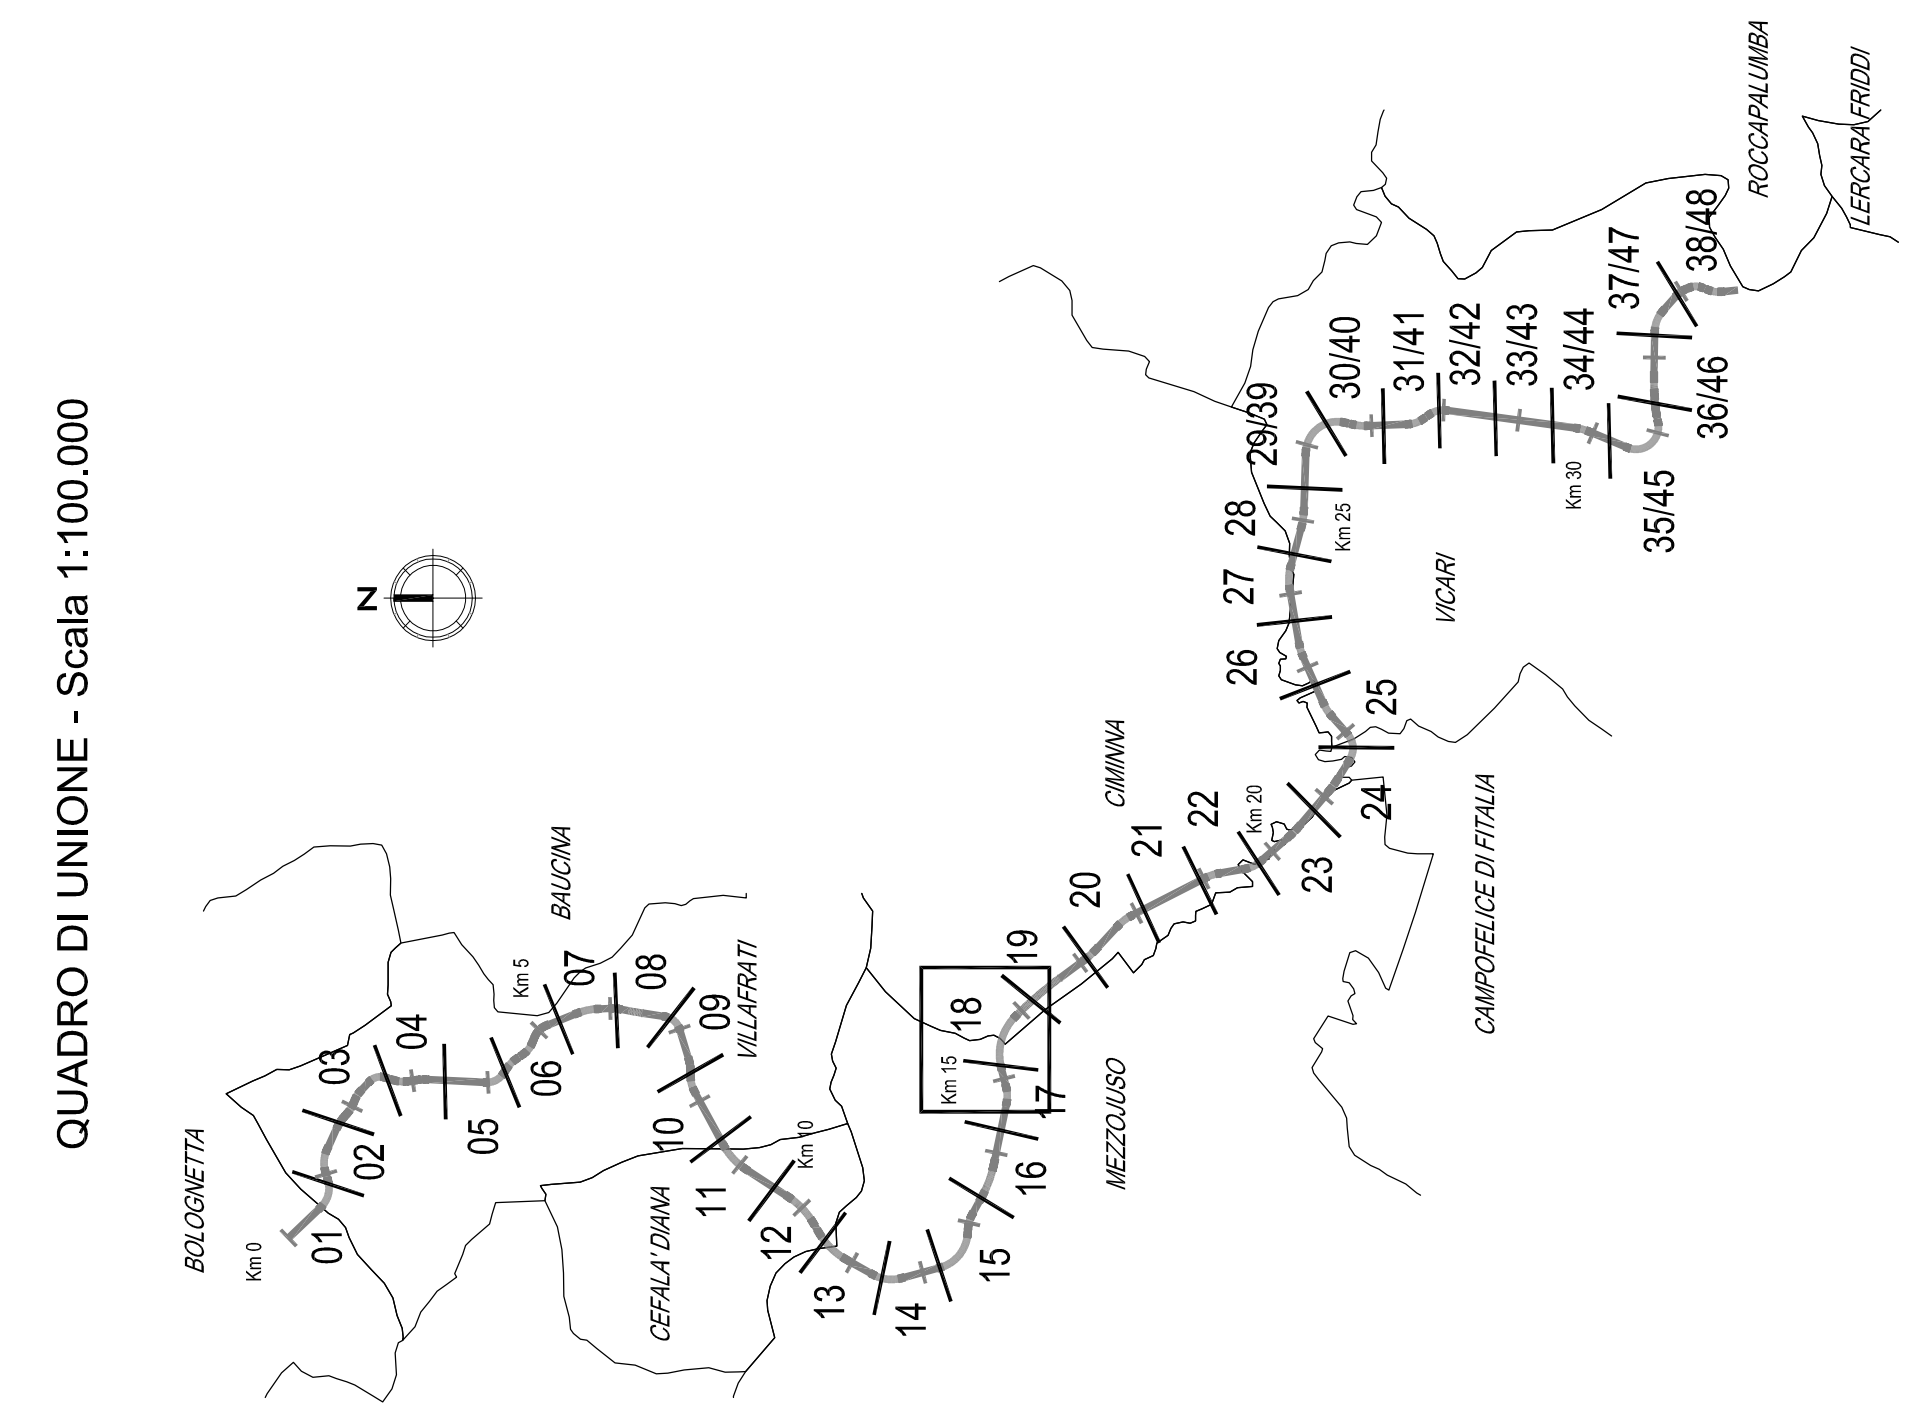 QUADRO DI UNIONE - Scala 1:100.000
N
BOLOGNETTA
Km 0
01
02
03
04
05
06
Km 5
07
BAUCINA
08
09
VILLAFRATI
10
11
CEFALA' DIANA
12
Km 10
13
14
15
16
17
Km 15
18
19
MEZZOJUSO
20
21
CIMINNA
22
Km 20
23
24
CAMPOFELICE DI FITALIA
25
26
27
28
Km 25
VICARI
29/39
30/40
31/41
32/42
33/43
34/44
Km 30
35/45
36/46
37/47
38/48
ROCCAPALUMBA
LERCARA FRIDDI